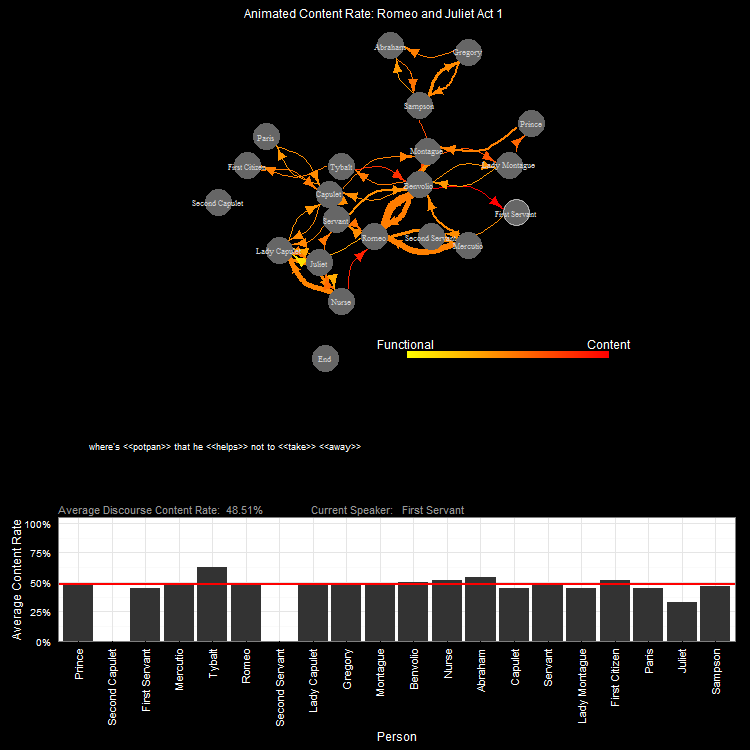 Animated Content Rate: Romeo and Juliet Act 1
Abraham
Gregory
Sampson
Prince
Paris
Montague
First Citizen
Tybalt
Lady Montague
Benvolio
Capulet
Second Capulet
First Servant
Servant
Romeo
Second Servant
Mercutio
Lady Capulet
Juliet
Nurse
Functional
Content
End
where's <<potpan>> that he <<helps>> not to <<take>> <<away>>
Average Discourse Content Rate: 48.51% Current Speaker: First Servant
Average Content Rate
100%
75%
50%
25%
0%
Prince
Second Capulet
First Servant
Mercutio
Tybalt
Romeo
Second Servant
Lady Capulet
Gregory
Montague
Benvolio
Nurse
Abraham
Capulet
Servant
Lady Montague
First Citizen
Paris
Juliet
Sampson
Person